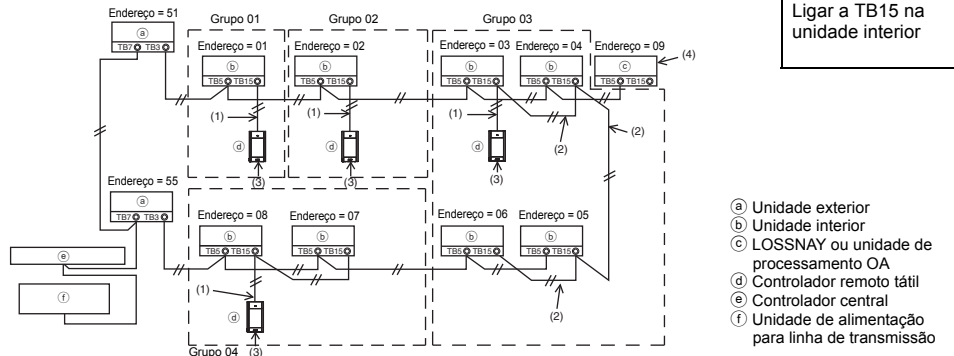 Ligar a TB15 na
unidade interior
Endereço = 51
Grupo 01
Grupo 02
Grupo 03
ⓐ
TB7 TB3
Endereço = 01
Endereço = 02
Endereço = 03
Endereço = 04
Endereço = 09
ⓑ
ⓑ
ⓑ
ⓑ
ⓒ
(4)
TB5 TB15
TB5 TB15
TB5 TB15
TB5 TB15
TB5 TB15
(1)
(1)
(1)
(2)
(2)
ⓓ
ⓓ
ⓓ
(3)
(3)
(3)
Endereço = 55
ⓐ
TB7 TB3
Endereço = 08
Endereço = 07
Endereço = 06
Endereço = 05
ⓑ
ⓑ
ⓑ
ⓑ
TB5 TB15
TB5 TB15
TB5 TB15
TB5 TB15
ⓔ
ⓕ
(1)
(2)
ⓓ
Grupo 04
(3)
ⓐ Unidade exterior
ⓑ Unidade interior
ⓒ LOSSNAY ou unidade de
processamento OA
ⓓ Controlador remoto tátil
ⓔ Controlador central
ⓕ Unidade de alimentação
para linha de transmissão